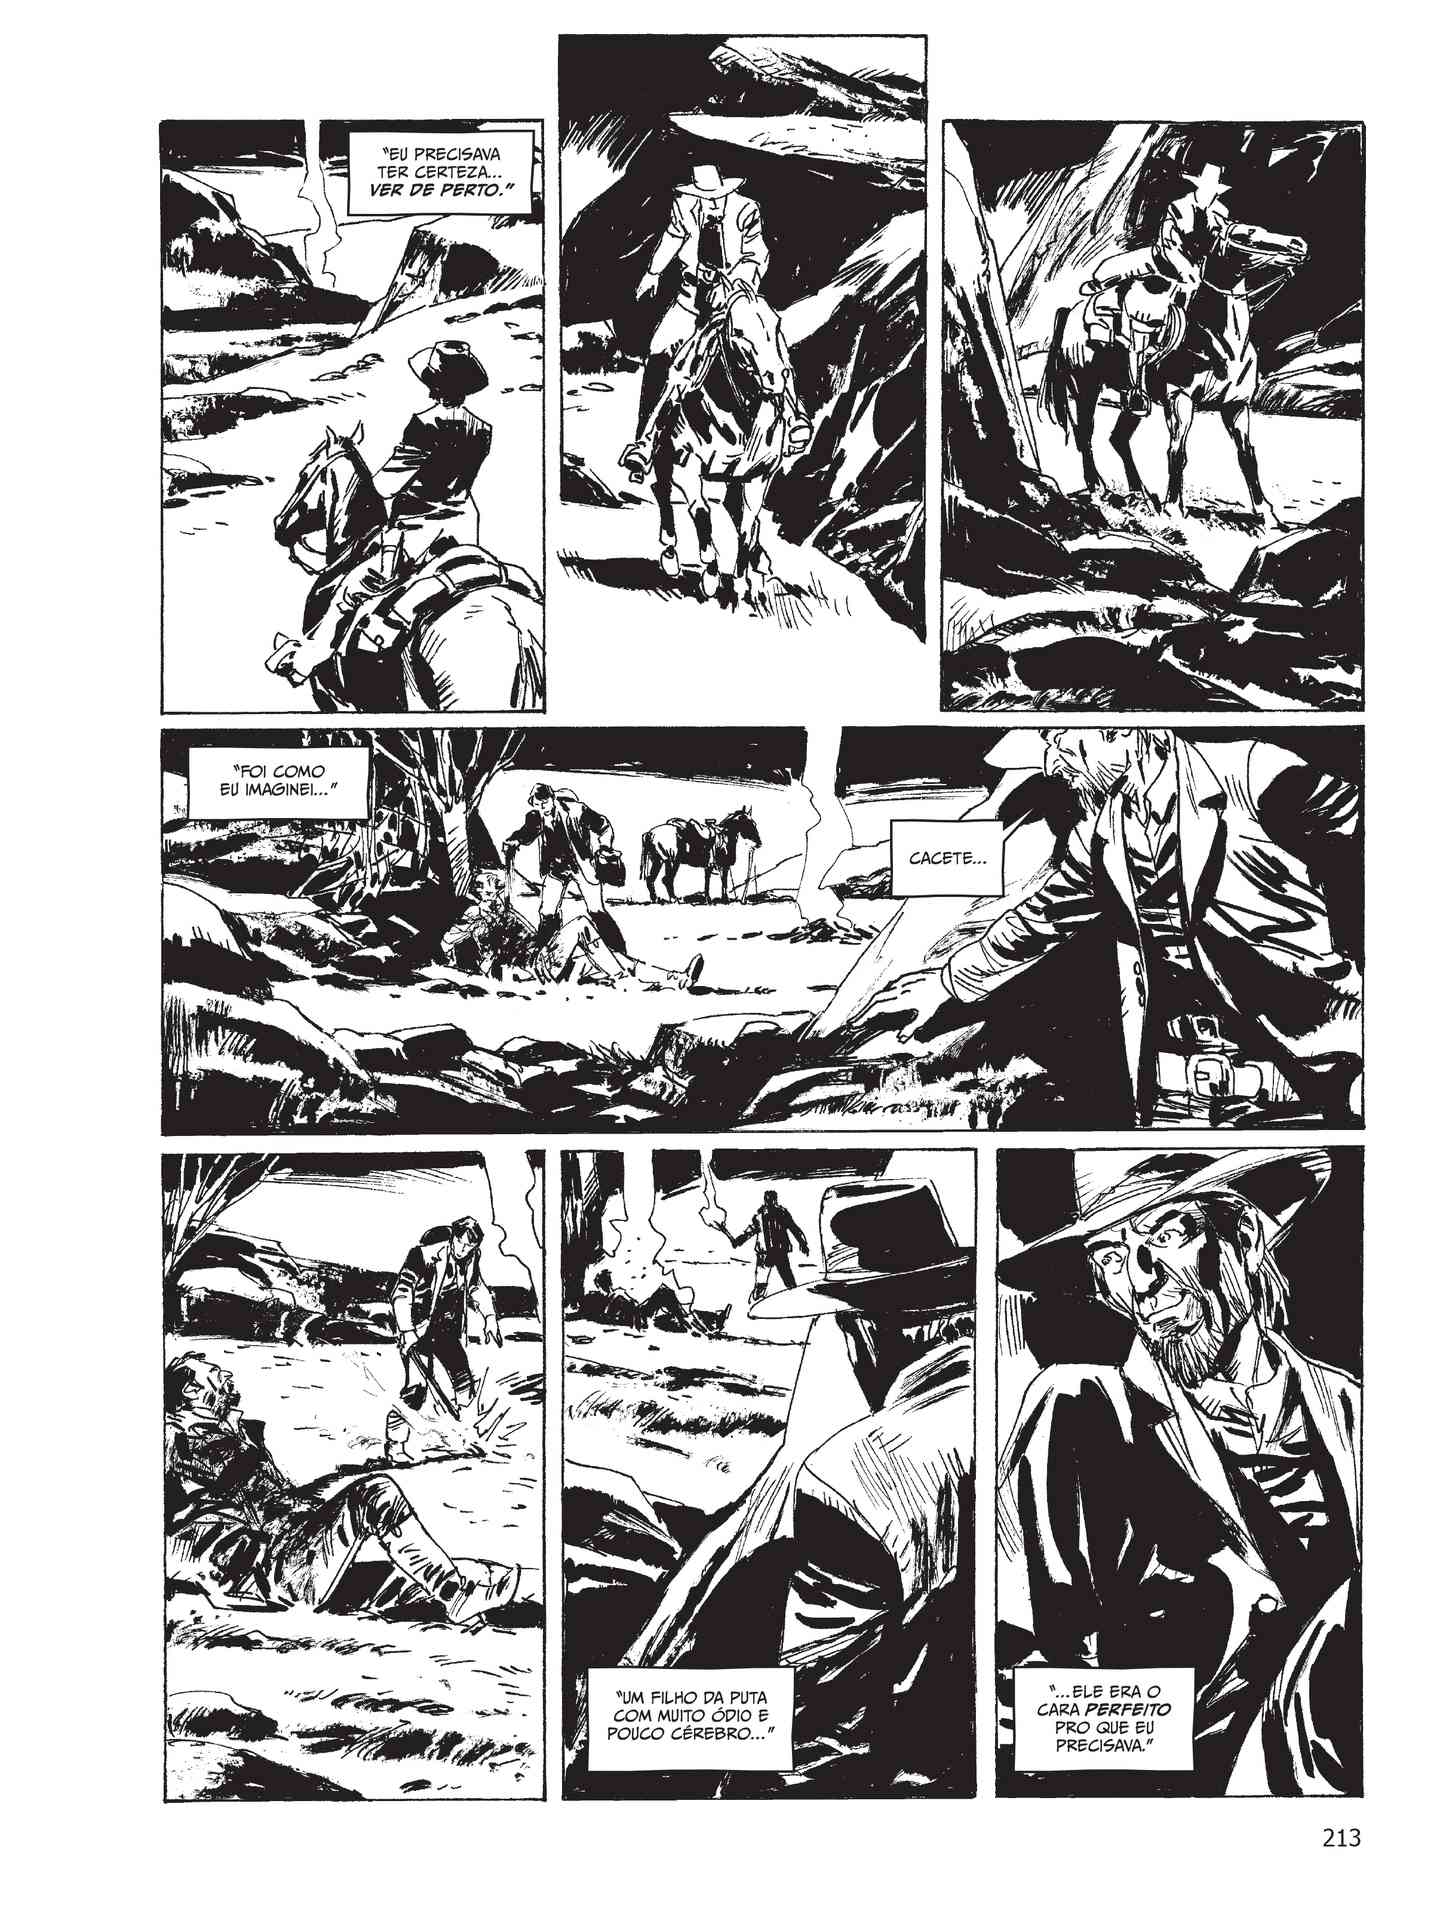 "EU PRECISAVA
TER CERTEZA...
VER DE PERTO."
"FOI COMO
EU IMAGINEI..."
CACETE...
"UM FILHO DA PUTA
COM MUITO ÓDIO E
POUCO CÉREBRO..."
"...ELE ERA O
CARA PERFEITO
PRO QUE EU
PRECISAVA."
213